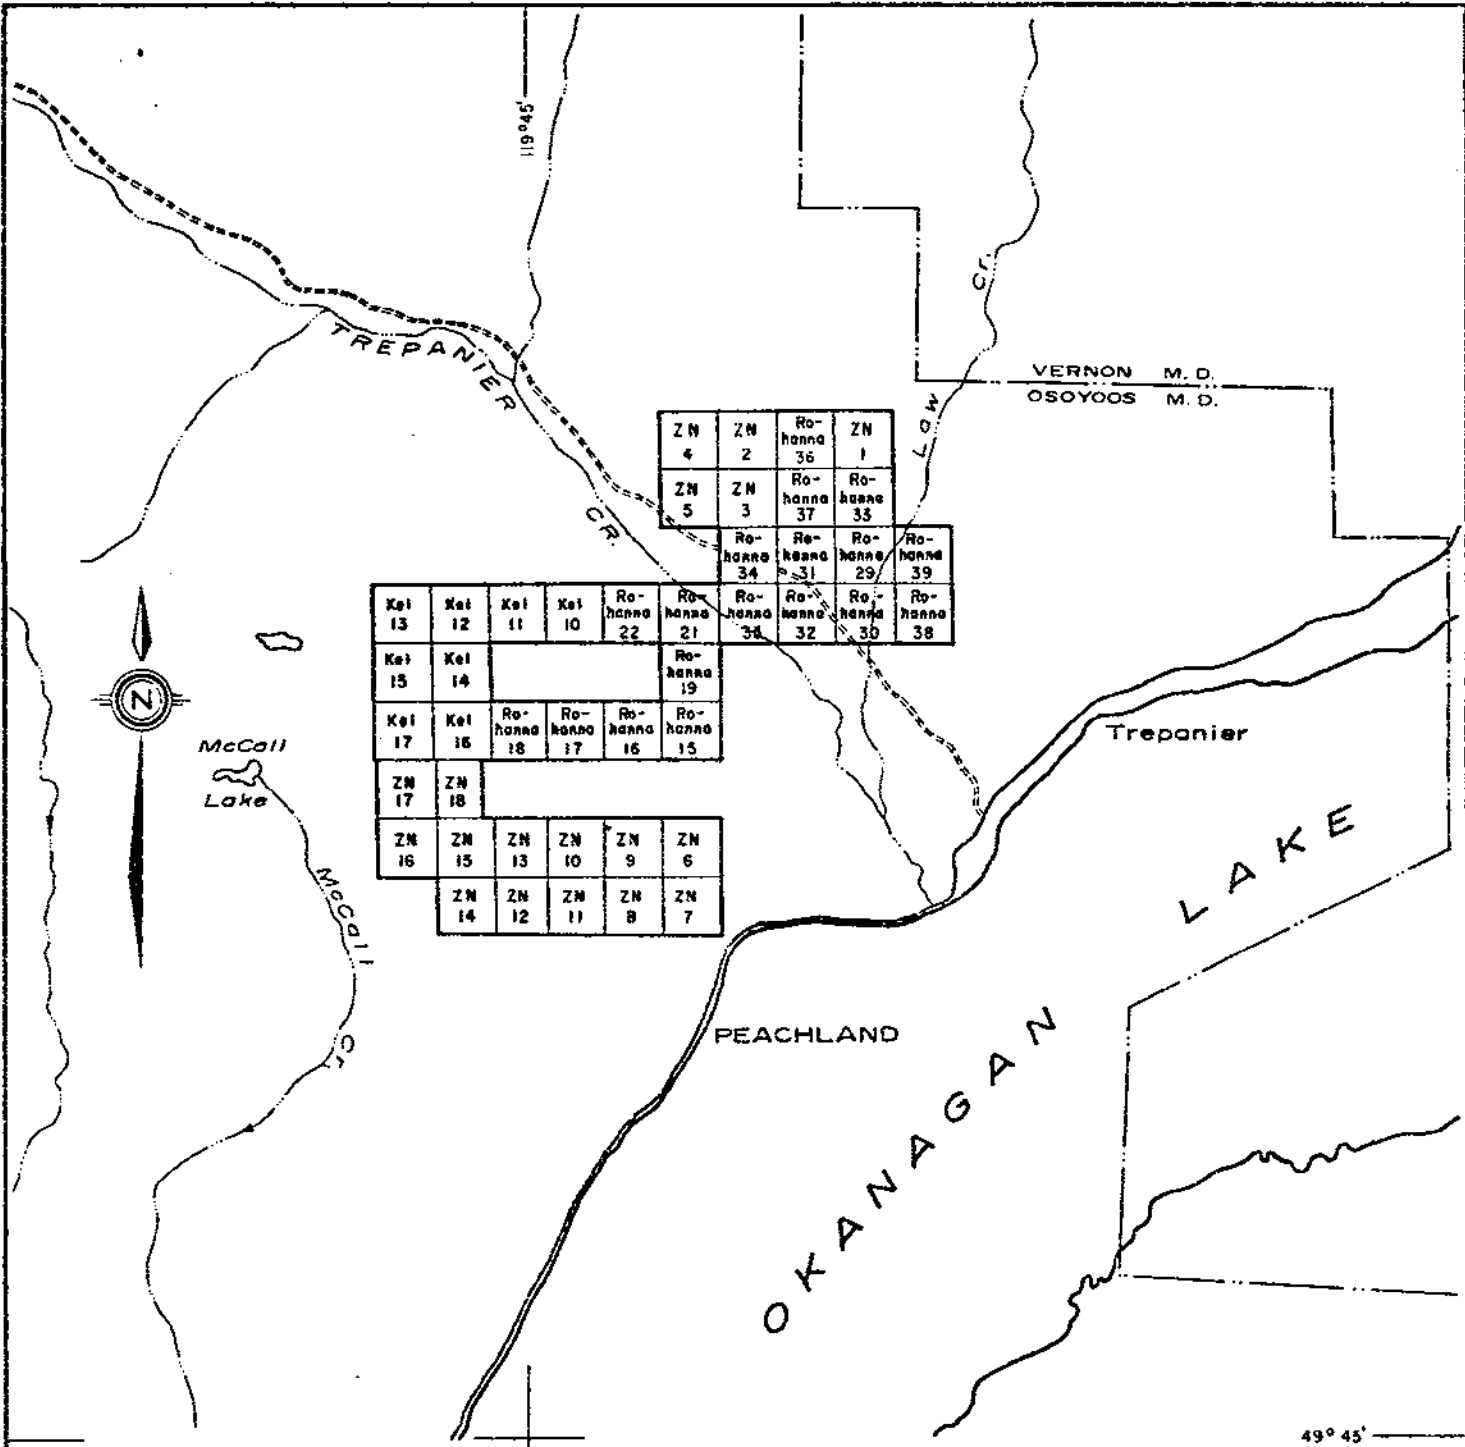 119°45'
TREPANIER CR.
Low Cr.
VERNON M. D.
OSOYOOS M. D.
ZN 4
ZN 2
Ro-hanna 36
ZN 1
ZN 5
ZN 3
Ro-hanna 37
Ro-hanna 33
Ro-hanna 34
Ro-hanna 31
Ro-hanna 29
Ro-hanna 39
Kel 13
Kel 12
Kel 11
Kel 10
Ro-hanna 22
Ro-hanna 21
Ro-hanna
Ro-hanna 32
Ro-hanna 30
Ro-hanna 38
Kel 15
Kel 14
Ro-hanna 19
Kel 17
Kel 16
Ro-hanna 18
Ro-hanna 17
Ro-hanna 16
Ro-hanna 15
ZN 17
ZN 18
ZN 16
ZN 15
ZN 13
ZN 10
ZN 9
ZN 6
ZN 14
ZN 12
ZN 11
ZN 8
ZN 7
N
McCall
Lake
McCall Cr.
Trepanier
PEACHLAND
OKANAGAN LAKE
49° 45'